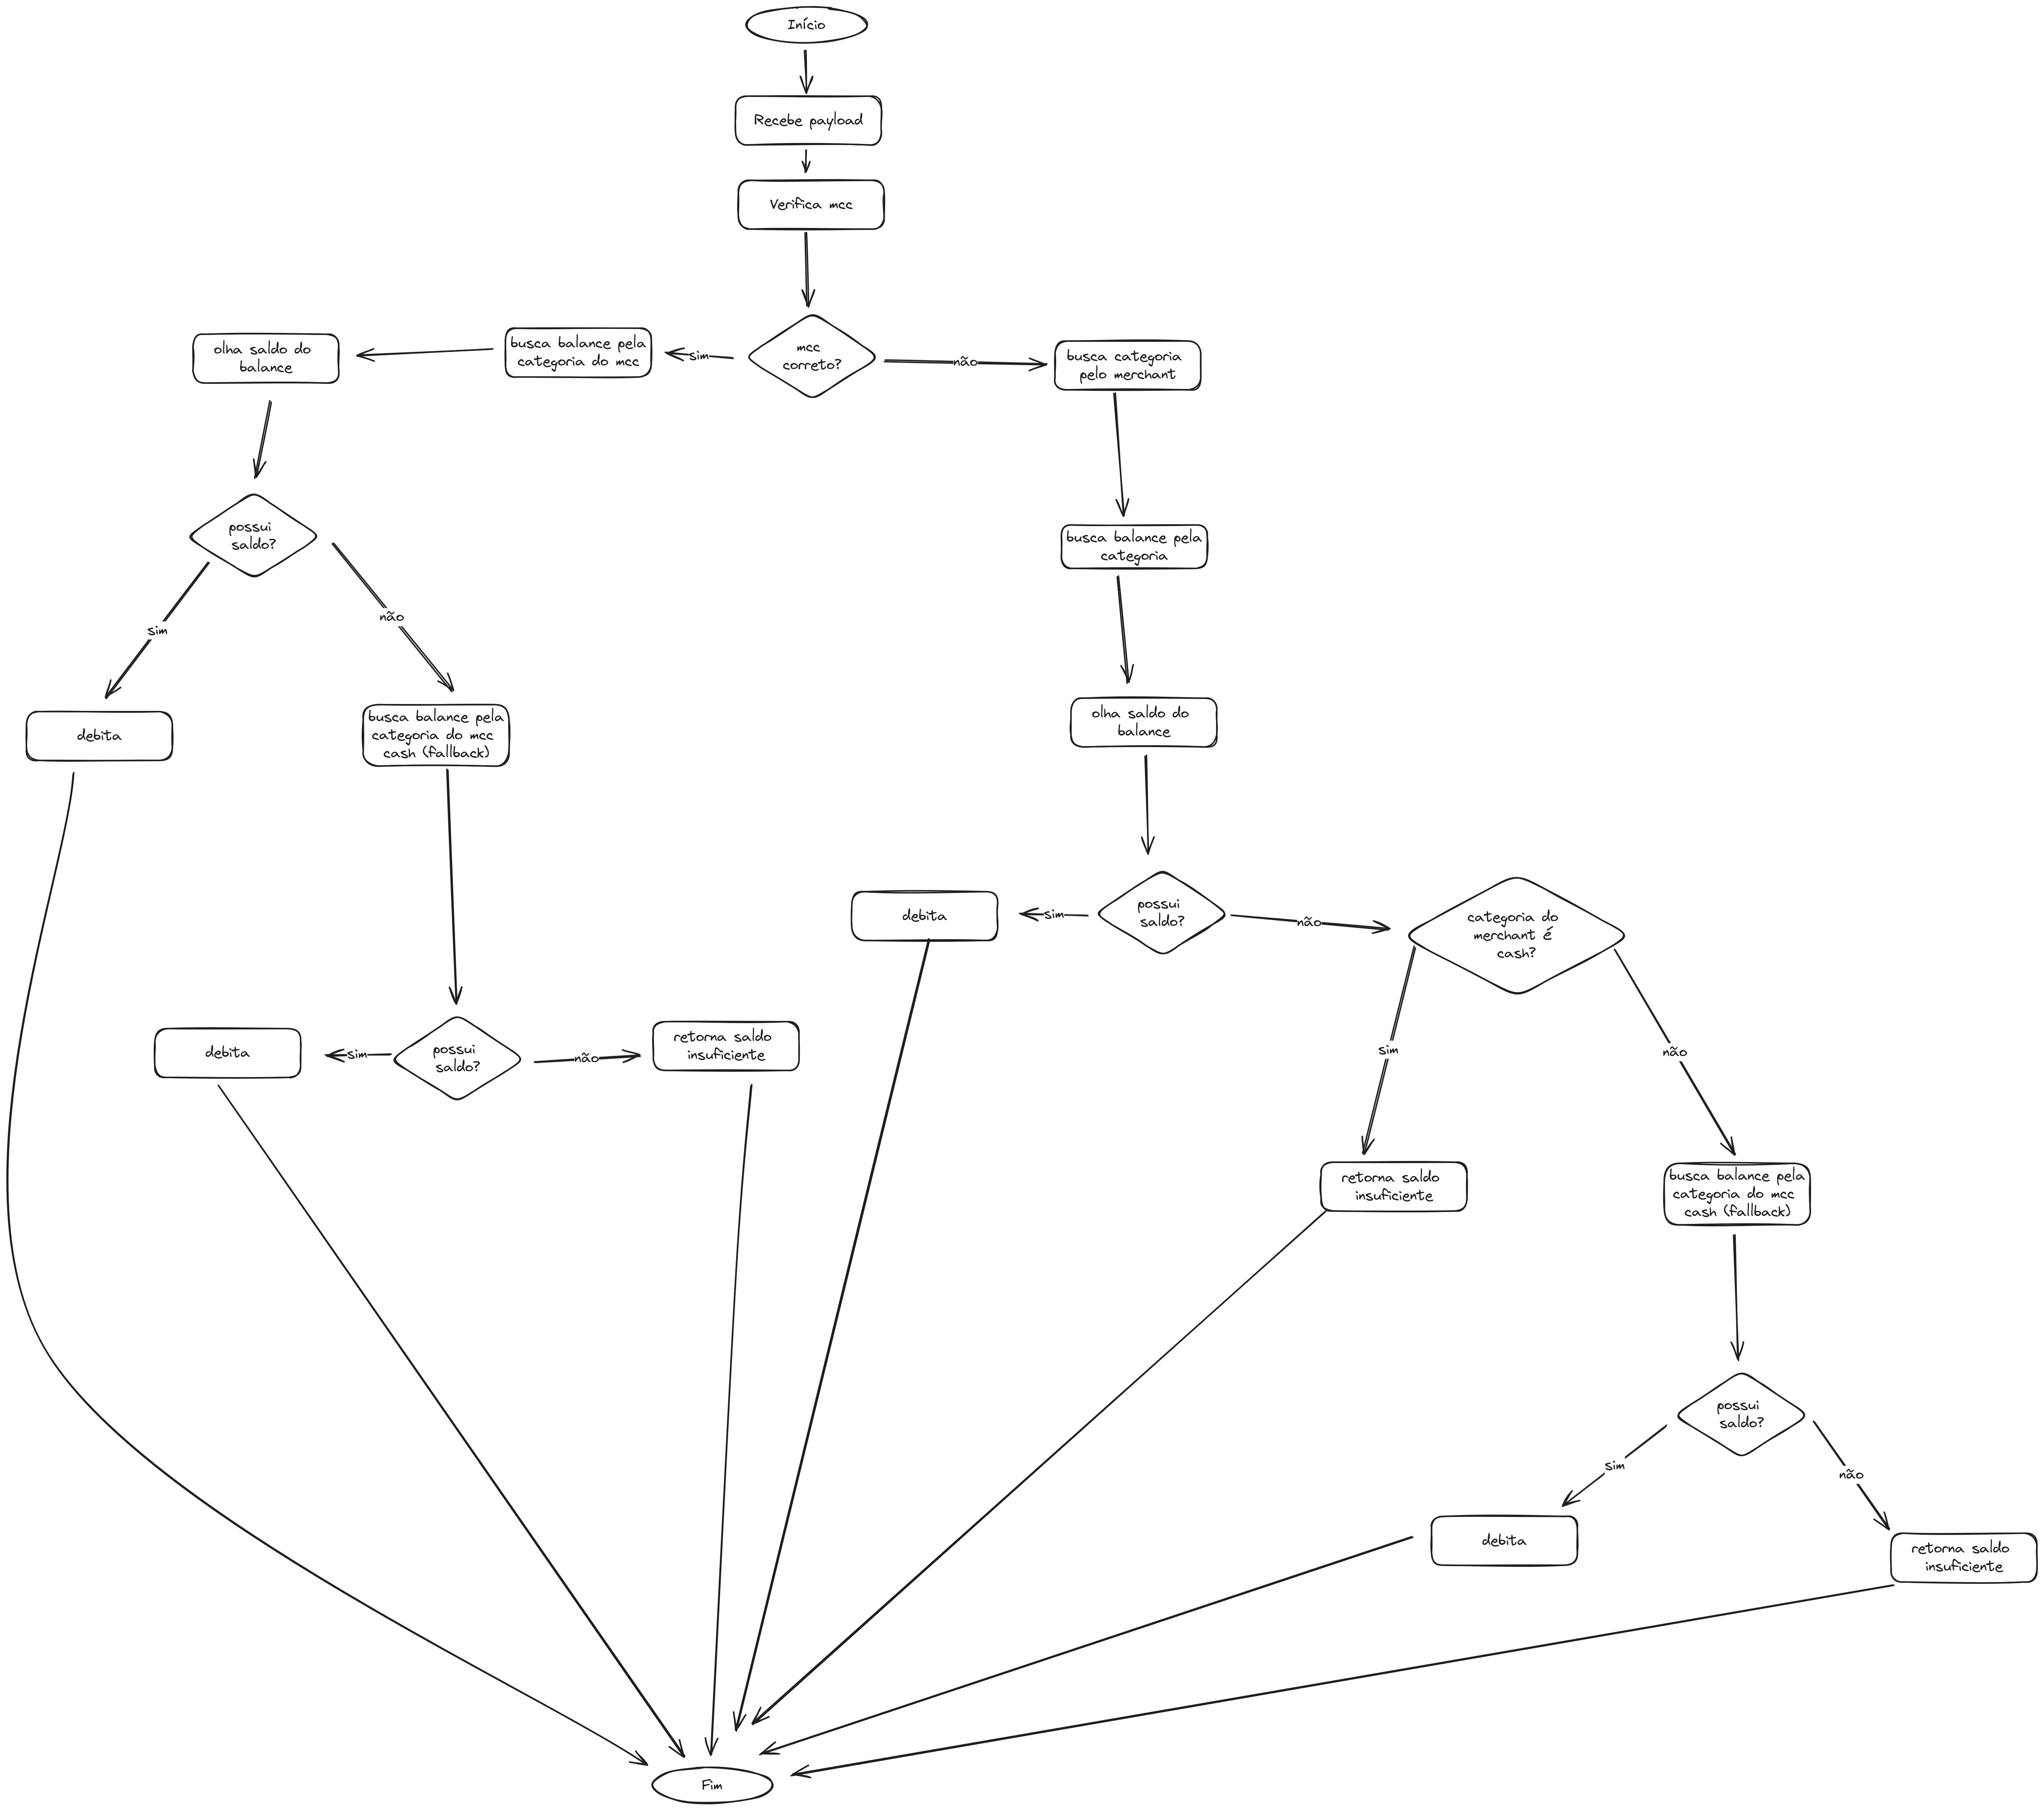 Início
Recebe payload
Verifica mcc
mcc
correto?
sim
não
busca balance pela
categoria do mcc
olha saldo do
balance
busca categoria
pelo merchant
possui
saldo?
sim
não
busca balance pela
categoria
debita
busca balance pela
categoria do mcc
cash (fallback)
olha saldo do
balance
debita
sim
possui
saldo?
não
categoria do
merchant é
cash?
debita
sim
possui
saldo?
não
retorna saldo
insuficiente
sim
não
retorna saldo
insuficiente
busca balance pela
categoria do mcc
cash (fallback)
possui
saldo?
sim
não
debita
retorna saldo
insuficiente
Fim